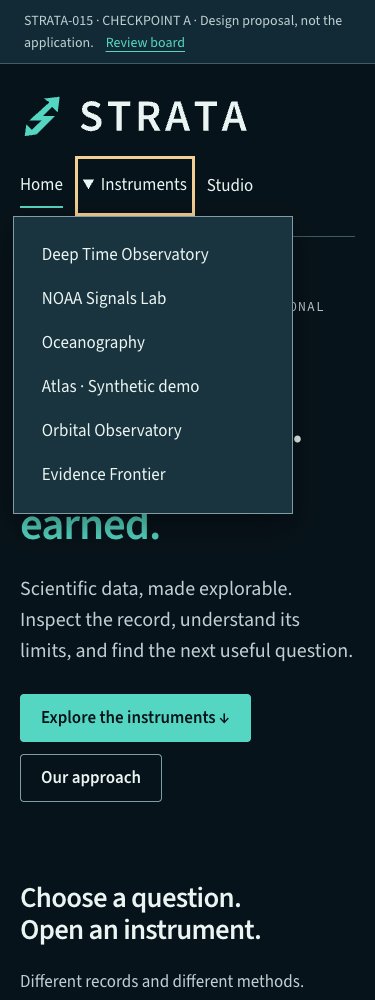 STRATA-015 · CHECKPOINT A · Design proposal, not the
application. Review board
STRATA
Home ▼ Instruments Studio
Deep Time Observatory
NOAA Signals Lab
Oceanography
Atlas · Synthetic demo
Orbital Observatory
Evidence Frontier
earned.
Scientific data, made explorable.
Inspect the record, understand its
limits, and find the next useful question.
Explore the instruments ↓
Our approach
Choose a question.
Open an instrument.
Different records and different methods.